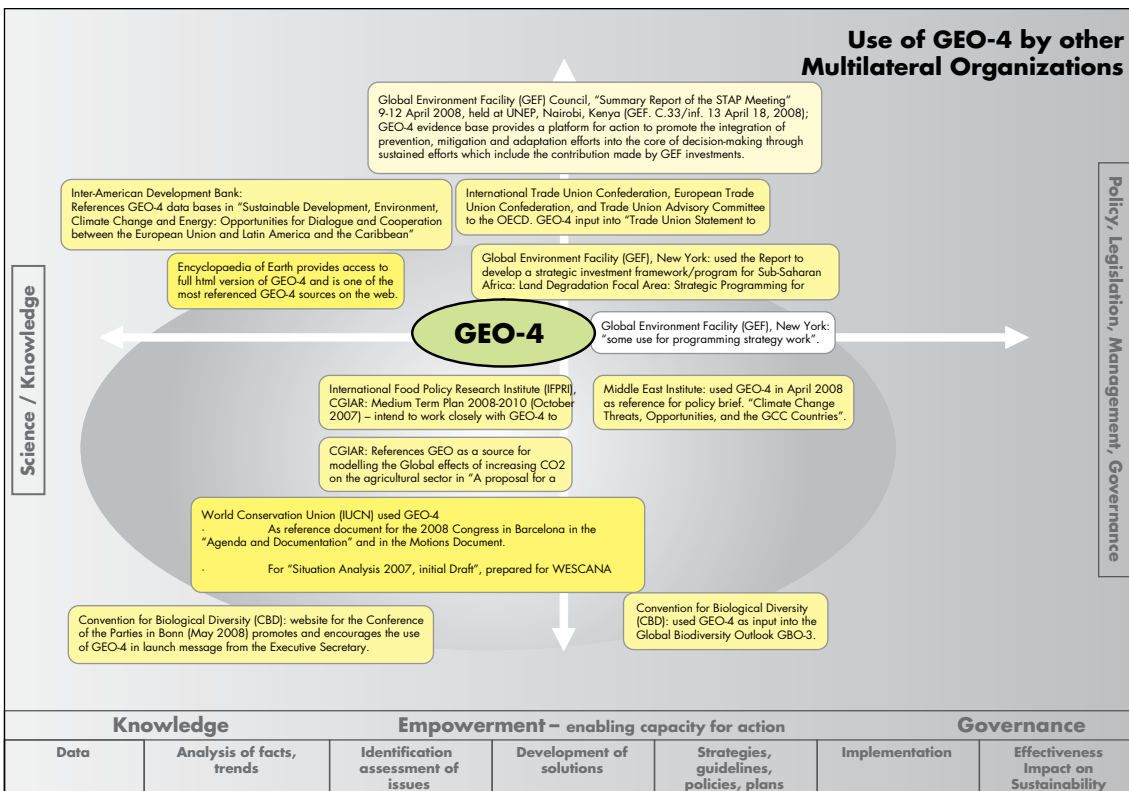 Use of GEO-4 by other
Multilateral Organizations
Global Environment Facility (GEF) Council, “Summary Report of the STAP Meeting”
9-12 April 2008, held at UNEP, Nairobi, Kenya (GEF. C.33/inf. 13 April 18, 2008);
GEO-4 evidence base provides a platform for action to promote the integration of
prevention, mitigation and adaptation efforts into the core of decision-making through
sustained efforts which include the contribution made by GEF investments.
Inter-American Development Bank:
References GEO-4 data bases in “Sustainable Development, Environment,
Climate Change and Energy: Opportunities for Dialogue and Cooperation
between the European Union and Latin America and the Caribbean”
International Trade Union Confederation, European Trade
Union Confederation, and Trade Union Advisory Committee
to the OECD. GEO-4 input into “Trade Union Statement to
Global Environment Facility (GEF), New York: used the Report to
develop a strategic investment framework/program for Sub-Saharan
Africa: Land Degradation Focal Area: Strategic Programming for
Encyclopaedia of Earth provides access to
full html version of GEO-4 and is one of the
most referenced GEO-4 sources on the web.
GEO-4
Global Environment Facility (GEF), New York:
“some use for programming strategy work”.
Science / Knowledge
Policy, Legislation, Management, Governance
International Food Policy Research Institute (IFPRI),
CGIAR: Medium Term Plan 2008-2010 (October
2007) – intend to work closely with GEO-4 to
Middle East Institute: used GEO-4 in April 2008
as reference for policy brief. “Climate Change
Threats, Opportunities, and the GCC Countries”.
CGIAR: References GEO as a source for
modelling the Global effects of increasing CO2
on the agricultural sector in “A proposal for a
World Conservation Union (IUCN) used GEO-4
· As reference document for the 2008 Congress in Barcelona in the
“Agenda and Documentation” and in the Motions Document.
· For “Situation Analysis 2007, initial Draft”, prepared for WESCANA
Convention for Biological Diversity (CBD): website for the Conference
of the Parties in Bonn (May 2008) promotes and encourages the use
of GEO-4 in launch message from the Executive Secretary.
Convention for Biological Diversity
(CBD): used GEO-4 as input into the
Global Biodiversity Outlook GBO-3.
Knowledge
Empowerment – enabling capacity for action
Governance
Data
Analysis of facts,
trends
Identification
assessment of
issues
Development of
solutions
Strategies,
guidelines,
policies, plans
Implementation
Effectiveness
Impact on
Sustainability